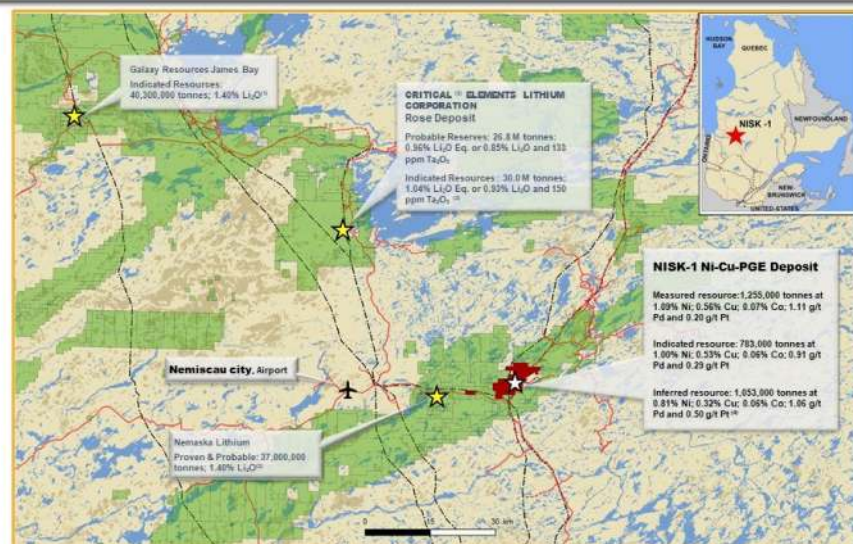 Galaxy Resources James Bay
Indicated Resources:
40,300,000 tonnes; 1.40% Li₂O⁽¹⁾
CRITICAL ELEMENTS LITHIUM
CORPORATION
Rose Deposit
Probable Reserves: 26.8 M tonnes:
0.96% Li₂O Eq. or 0.85% Li₂O and 133
ppm Ta₂O₅
Indicated Resources: 30.0 M tonnes;
1.04% Li₂O Eq. or 0.93% Li₂O and 150
ppm Ta₂O₅
HUDSON
BAY
QUEBEC
NISK -1
NEWFOUNDLAND
ONTARIO
NEW-
BRUNSWICK
UNITED-STATES
NISK-1 Ni-Cu-PGE Deposit
Measured resource:1,255,000 tonnes at
1.09% Ni; 0.56% Cu; 0.07% Co; 1.11 g/t
Pd and 0.20 g/t Pt
Indicated resource: 783,000 tonnes at
1.00% Ni; 0.53% Cu; 0.06% Co; 0.91 g/t
Pd and 0.29 g/t Pt
Inferred resource: 1,053,000 tonnes at
0.81% Ni; 0.32% Cu; 0.06% Co; 1.06 g/t
Pd and 0.50 g/t Pt
Nemiscau city, Airport
Nemaska Lithium
Proven & Probable: 37,000,000
tonnes; 1.40% Li₂O
0 15 30 km